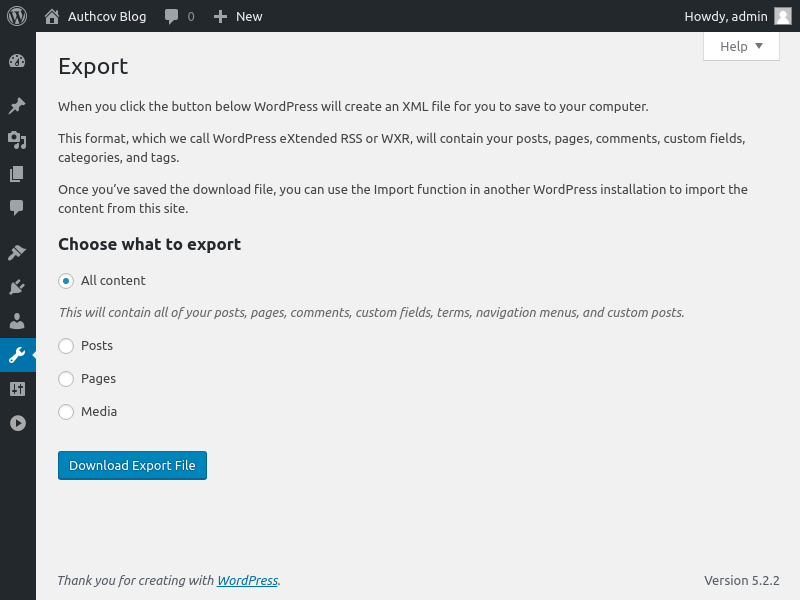 Authcov Blog 0 New Howdy, admin
Help
Export
When you click the button below WordPress will create an XML file for you to save to your computer.
This format, which we call WordPress eXtended RSS or WXR, will contain your posts, pages, comments, custom fields,
categories, and tags.
Once you’ve saved the download file, you can use the Import function in another WordPress installation to import the
content from this site.
Choose what to export
All content
This will contain all of your posts, pages, comments, custom fields, terms, navigation menus, and custom posts.
Posts
Pages
Media
Download Export File
Thank you for creating with WordPress. Version 5.2.2